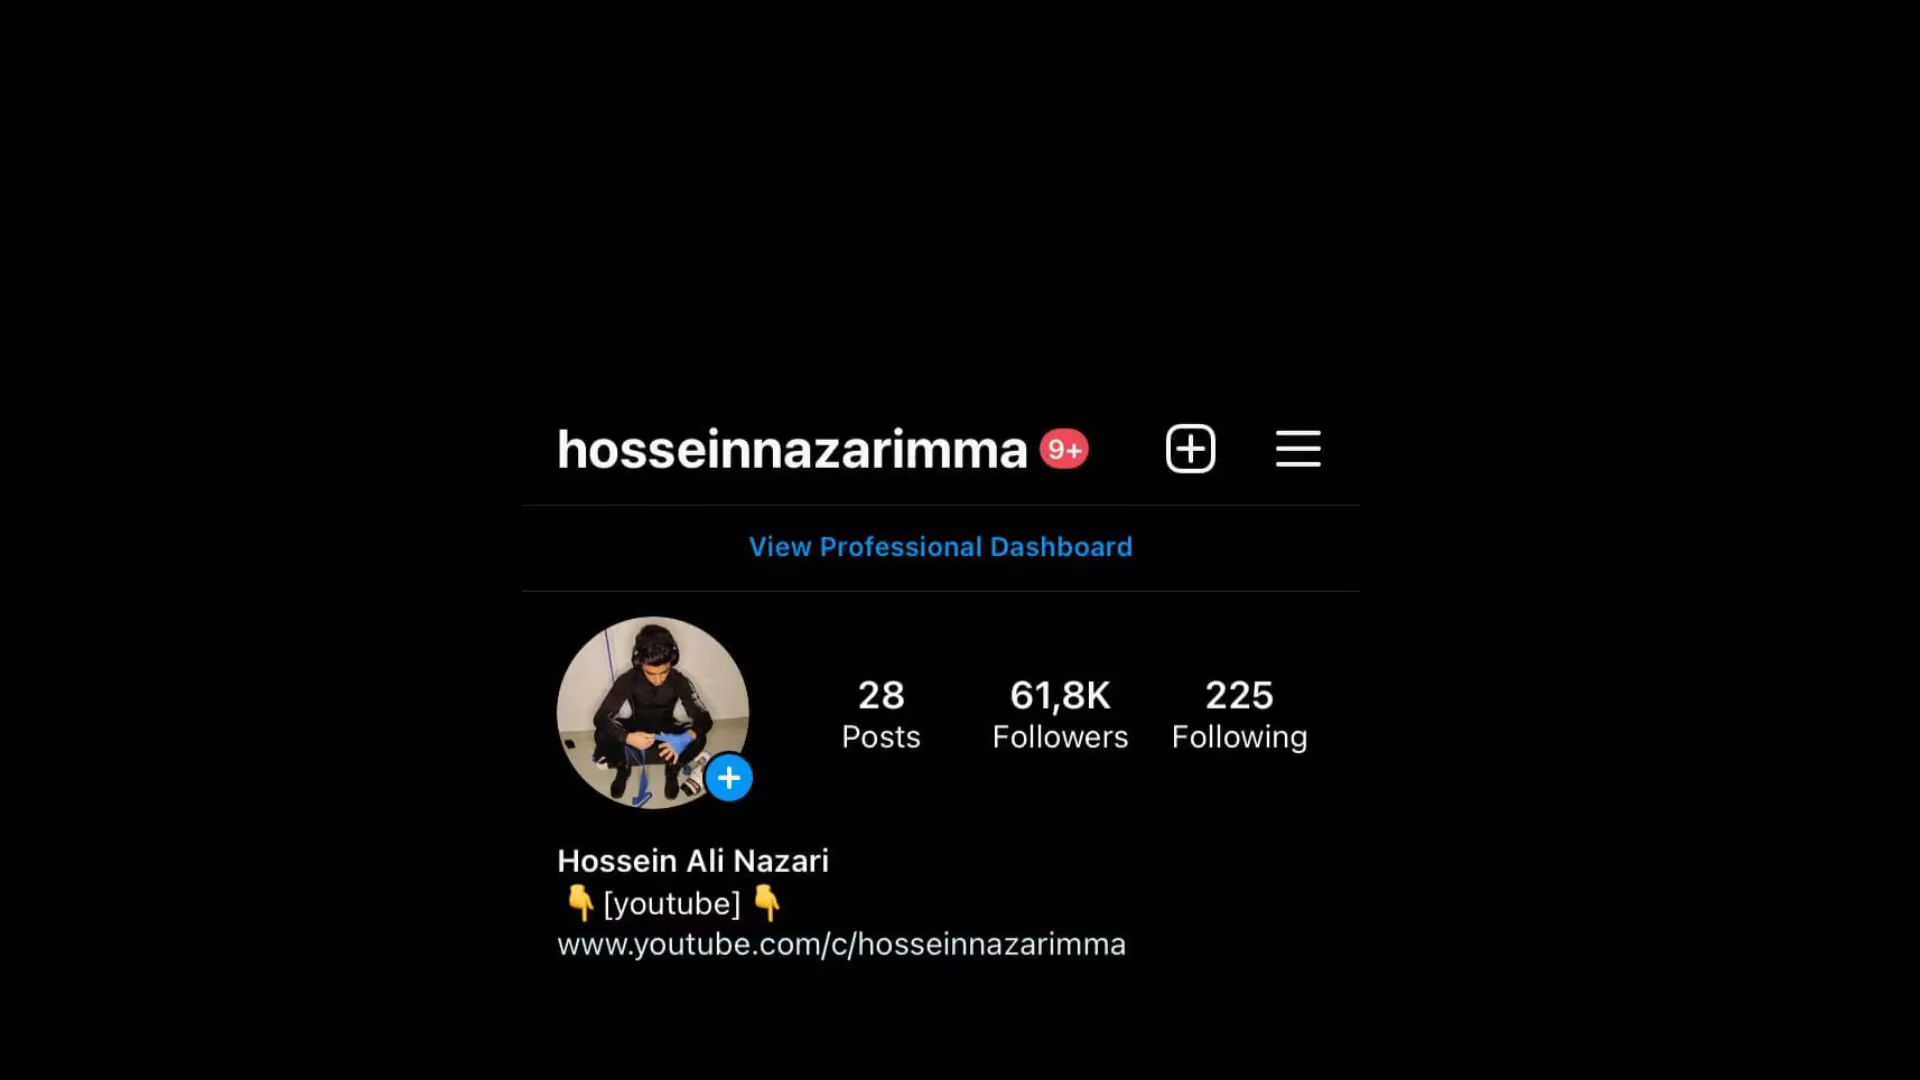 hosseinnazarimma 9+
View Professional Dashboard
28 61,8K 225
Posts Followers Following
Hossein Ali Nazari
👇 [youtube] 👇
www.youtube.com/c/hosseinnazarimma